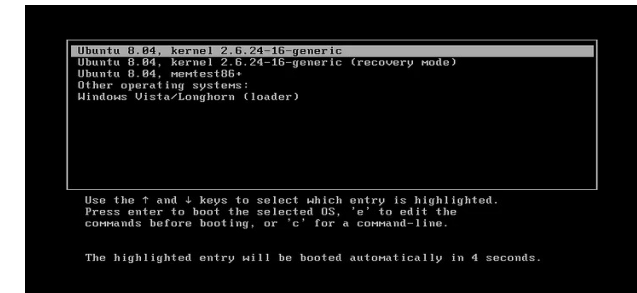 Ubuntu 8.04, kernel 2.6.24-16-generic
Ubuntu 8.04, kernel 2.6.24-16-generic (recovery mode)
Ubuntu 8.04, memtest86+
Other operating systems:
Windows Vista/Longhorn (loader)
Use the ↑ and ↓ keys to select which entry is highlighted.
Press enter to boot the selected OS, 'e' to edit the
commands before booting, or 'c' for a command-line.
The highlighted entry will be booted automatically in 4 seconds.